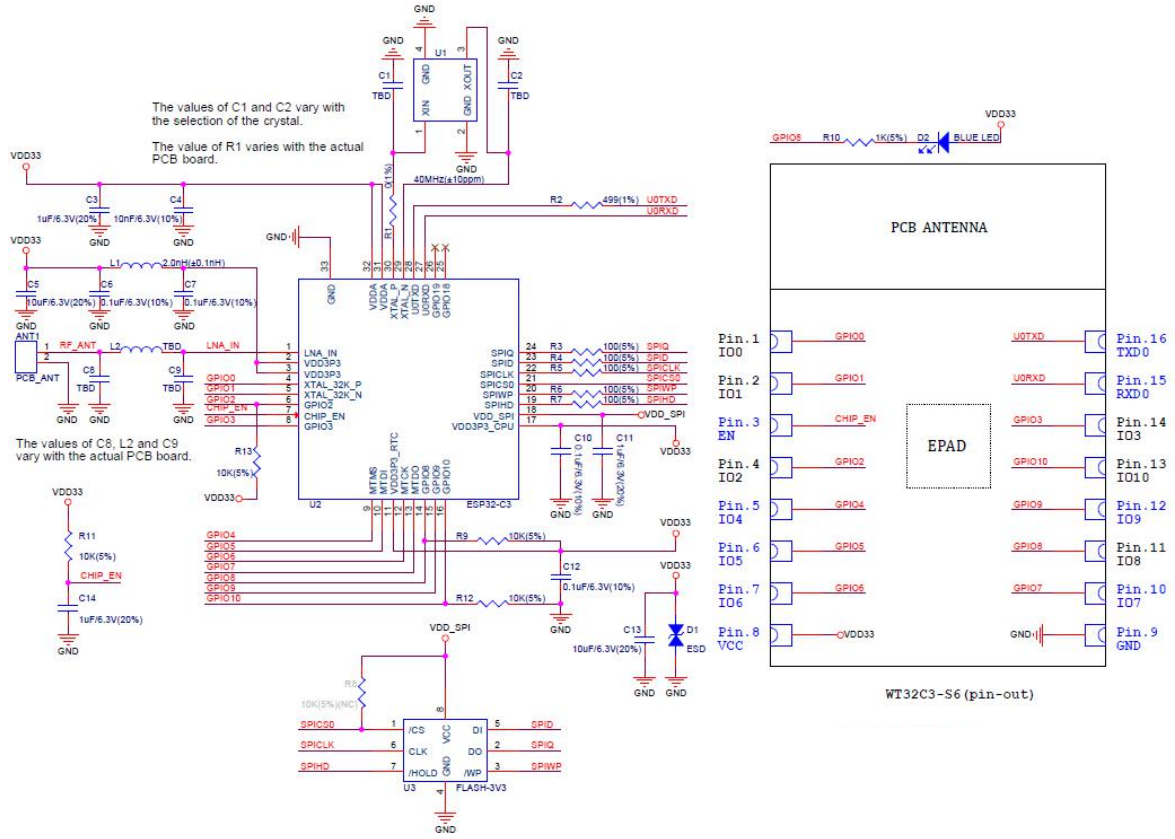 GND
GND
GND
4
3
U1
GND
XOUT
XIN
GND
C1
TBD
C2
TBD
1
2
GND
The values of C1 and C2 vary with
the selection of the crystal.
The value of R1 varies with the actual
PCB board.
40MHz(±10ppm)
0(1%)
R1
VDD33
C3
1uF/6.3V(20%)
GND
C4
10nF/6.3V(10%)
GND
R2
499(1%)
U0TXD
U0RXD
GND
VDD33
L1
2.0nH(±0.1nH)
C5
10uF/6.3V(20%)
GND
C6
0.1uF/6.3V(10%)
GND
C7
0.1uF/6.3V(10%)
GND
ANT1
1
2
PCB_ANT
RF_ANT
L2
TBD
LNA_IN
C8
TBD
GND
C9
TBD
GND
The values of C8, L2 and C9
vary with the actual PCB board.
33
32
31
30
29
28
27
26
25
GND
VDDA
VDDA
XTAL_P
XTAL_N
U0TXD
U0RXD
GPIO19
GPIO18
1
LNA_IN
2
VDD3P3
3
VDD3P3
GPIO0
4
XTAL_32K_P
GPIO1
5
XTAL_32K_N
GPIO2
6
GPIO2
CHIP_EN
7
CHIP_EN
GPIO3
8
GPIO3
SPIQ
24
R3
100(5%)
SPIQ
SPID
23
R4
100(5%)
SPID
SPICLK
22
R5
100(5%)
SPICLK
SPICS0
21
SPICS0
SPIWP
20
R6
100(5%)
SPIWP
SPIHD
19
R7
100(5%)
SPIHD
VDD_SPI
18
VDD_SPI
VDD3P3_CPU
17
VDD33
C10
0.1uF/6.3V(10%)
GND
C11
1uF/6.3V(20%)
GND
R13
10K(5%)
VDD33
U2
ESP32-C3
MTMS
MTDI
VDD3P3_RTC
MTCK
MTDO
GPIO8
GPIO9
GPIO10
9
10
11
12
13
14
15
16
VDD33
R11
10K(5%)
CHIP_EN
C14
1uF/6.3V(20%)
GND
GPIO4
GPIO5
GPIO6
GPIO7
GPIO8
GPIO9
GPIO10
R9
10K(5%)
VDD33
C12
0.1uF/6.3V(10%)
R12
10K(5%)
GND
VDD33
C13
10uF/6.3V(20%)
GND
D1
ESD
GND
VDD_SPI
R8
10K(5%)(NC)
8
SPICS0
1
/CS
VCC
DI
5
SPID
SPICLK
6
CLK
DO
2
SPIQ
SPIHD
7
/HOLD
GND
/WP
3
SPIWP
U3
4
FLASH-3V3
GND
VDD33
GPIO6
R10
1K(5%)
D2
BLUE LED
PCB ANTENNA
EPAD
Pin.1
IO0
GPIO0
U0TXD
Pin.16
TXD0
Pin.2
IO1
GPIO1
U0RXD
Pin.15
RXD0
Pin.3
EN
CHIP_EN
GPIO3
Pin.14
IO3
Pin.4
IO2
GPIO2
GPIO10
Pin.13
IO10
Pin.5
IO4
GPIO4
GPIO9
Pin.12
IO9
Pin.6
IO5
GPIO5
GPIO8
Pin.11
IO8
Pin.7
IO6
GPIO6
GPIO7
Pin.10
IO7
Pin.8
VCC
VDD33
GND
Pin.9
GND
WT32C3-S6(pin-out)